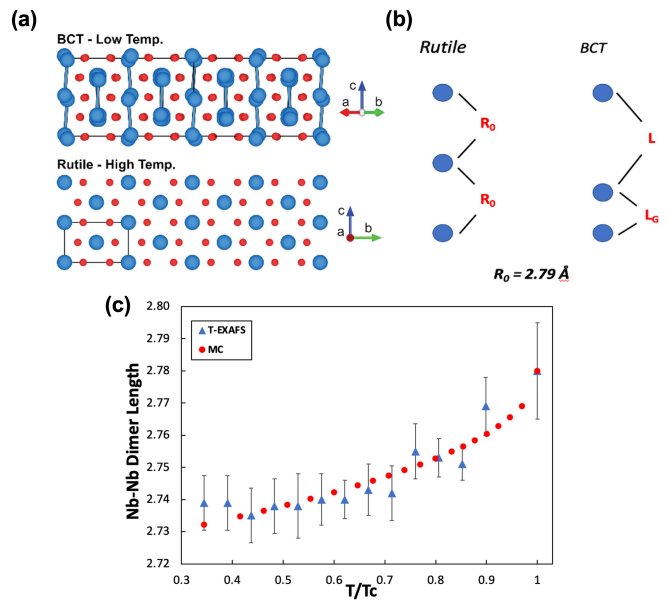 (a)
BCT - Low Temp.
c
a
b
Rutile - High Temp.
c
a
b
(b)
Rutile
BCT
R₀
R₀
L
L_G
R₀ = 2.79 Å
(c)
2.80
2.79
2.78
2.77
2.76
2.75
2.74
2.73
2.72
Nb-Nb Dimer Length
T-EXAFS
MC
0.3
0.4
0.5
0.6
0.7
0.8
0.9
1
T/Tc